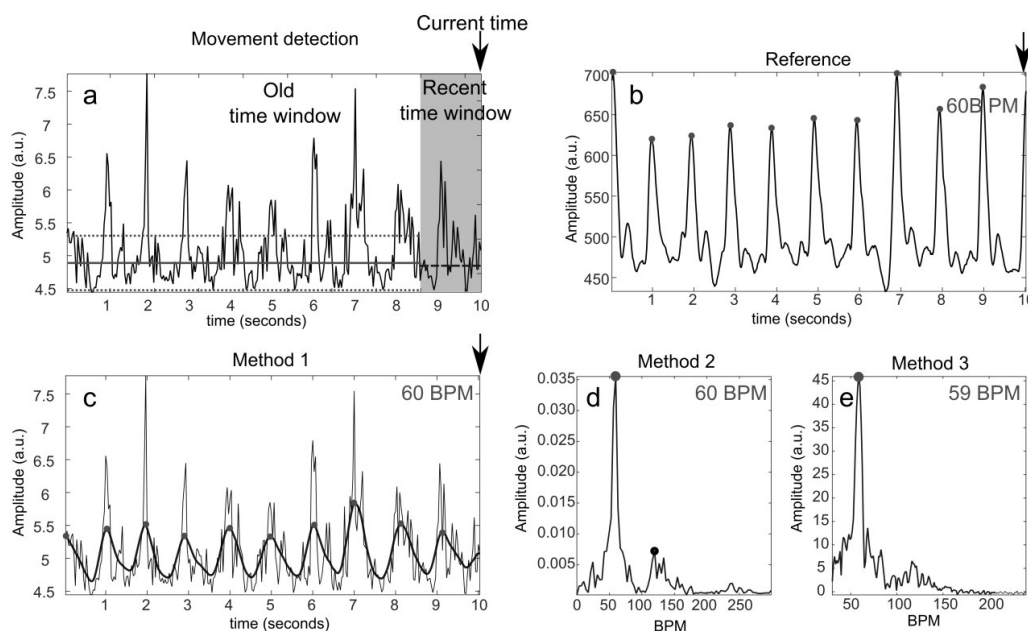 Movement detection
Current time
a
Old
time window
Recent
time window
Amplitude (a.u.)
7.5
6.5
6
5.5
5
4.5
1 2 3 4 5 6 7 8 9 10
time (seconds)
Reference
b
60B PM
Amplitude (a.u.)
700
650
600
550
500
450
1 2 3 4 5 6 7 8 9 10
time (seconds)
Method 1
c
60 BPM
Amplitude (a.u.)
7.5
7
6.5
6
5.5
5
4.5
1 2 3 4 5 6 7 8 9 10
time (seconds)
Method 2
d
60 BPM
Amplitude (a.u.)
0.035
0.030
0.025
0.020
0.015
0.010
0.005
0 50 100 150 200 250
BPM
Method 3
e
59 BPM
Amplitude (a.u.)
45
40
35
30
25
20
15
10
5
0
50 100 150 200
BPM